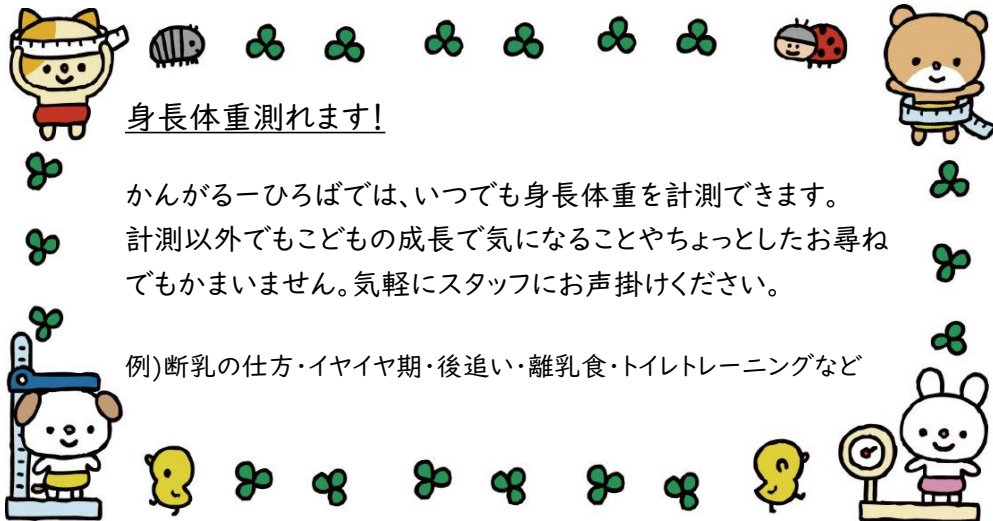 身長体重測れます!
かんがるーひろばでは、いつでも身長体重を計測できます。
計測以外でもこどもの成長で気になることやちょっとしたお尋ね
でもかまいません。気軽にスタッフにお声掛けください。
例)断乳の仕方・イヤイヤ期・後追い・離乳食・トイレトレーニングなど